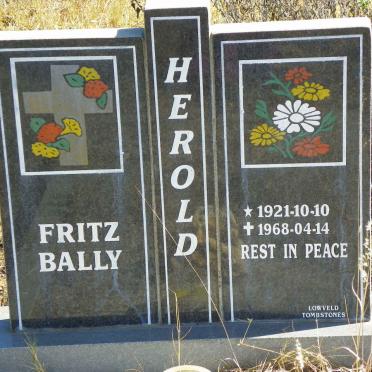 HEROLD
FRITZ
BALLY
★ 1921-10-10
✝ 1968-04-14
REST IN PEACE
LOWVELD
TOMBSTONES